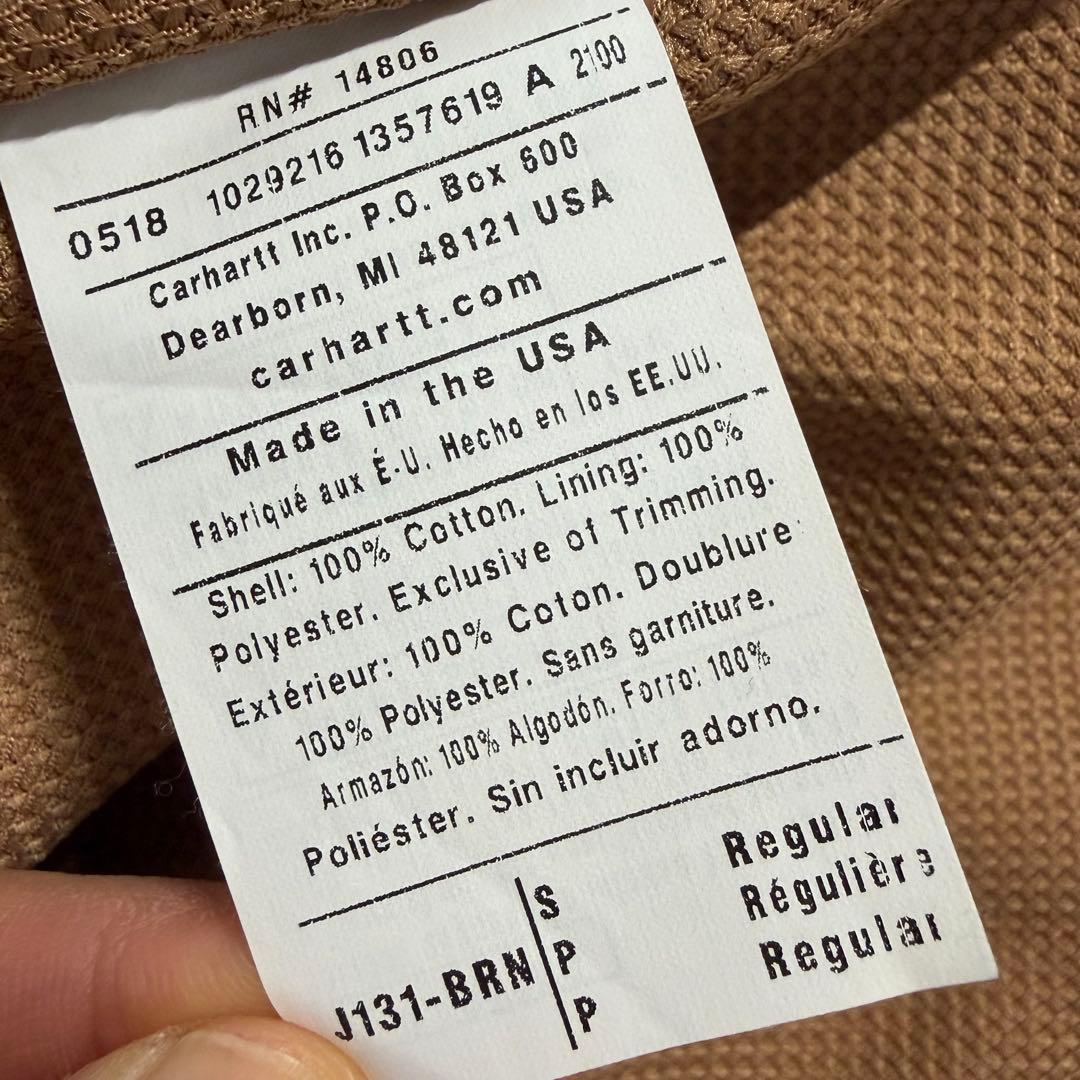 RN# 14806
0518 1029216 1357619 A 2100
Carhartt Inc. P.O. Box 600
Dearborn, MI 48121 USA
carhartt.com
Made in the USA
Fabriqué aux É-U. Hecho en los EE.UU.
Shell: 100% Cotton. Lining: 100%
Polyester. Exclusive of Trimming.
Extérieur: 100% Coton. Doublure:
100% Polyester. Sans garniture.
Armazón: 100% Algodón. Forro: 100%
Poliéster. Sin incluir adorno.
J131-BRN
S Regular
P Régulière
P Regular